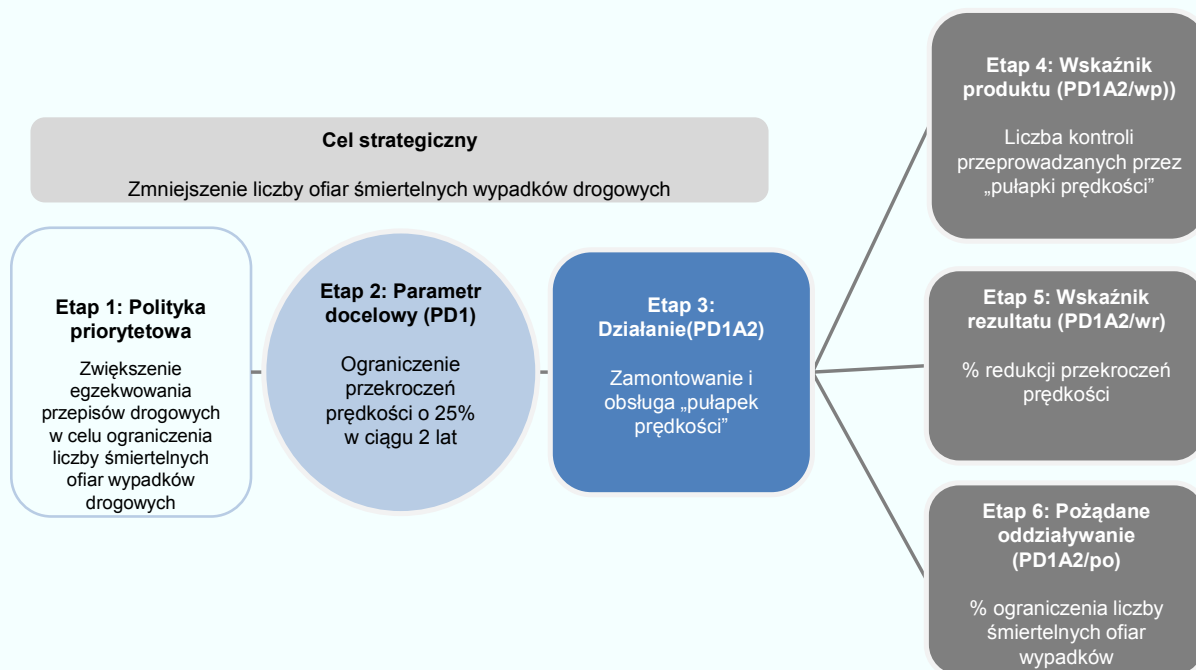 Cel strategiczny
Zmniejszenie liczby ofiar śmiertelnych wypadków drogowych
Etap 1: Polityka
priorytetowa
Zwiększenie
egzekwowania
przepisów drogowych
w celu ograniczenia
liczby śmiertelnych
ofiar wypadków
drogowych
Etap 2: Parametr
docelowy (PD1)
Ograniczenie
przekroczeń
prędkości o 25%
w ciągu 2 lat
Etap 3:
Działanie(PD1A2)
Zamontowanie i
obsługa „pułapek
prędkości”
Etap 4: Wskaźnik
produktu (PD1A2/wp))
Liczba kontroli
przeprowadzanych przez
„pułapki prędkości”
Etap 5: Wskaźnik
rezultatu (PD1A2/wr)
% redukcji przekroczeń
prędkości
Etap 6: Pożądane
oddziaływanie
(PD1A2/po)
% ograniczenia liczby
śmiertelnych ofiar
wypadków